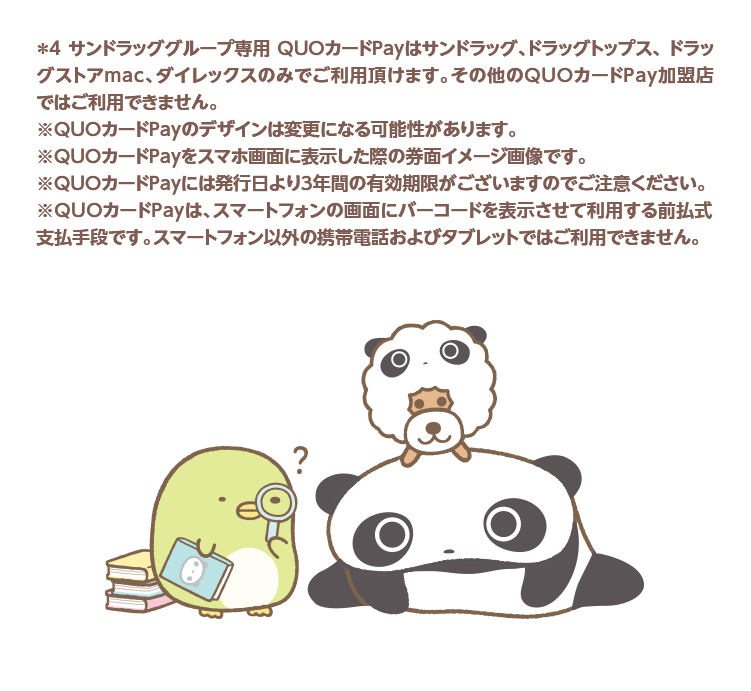 ＊4 サンドラッググループ専用 QUOカードPayはサンドラッグ、ドラッグトップス、ドラッ
グストアmac、ダイレックスのみでご利用頂けます。その他のQUOカードPay加盟店
ではご利用できません。
※QUOカードPayのデザインは変更になる可能性があります。
※QUOカードPayをスマホ画面に表示した際の券面イメージ画像です。
※QUOカードPayには発行日より3年間の有効期限がございますのでご注意ください。
※QUOカードPayは、スマートフォンの画面にバーコードを表示させて利用する前払式
支払手段です。スマートフォン以外の携帯電話およびタブレットではご利用できません。
?